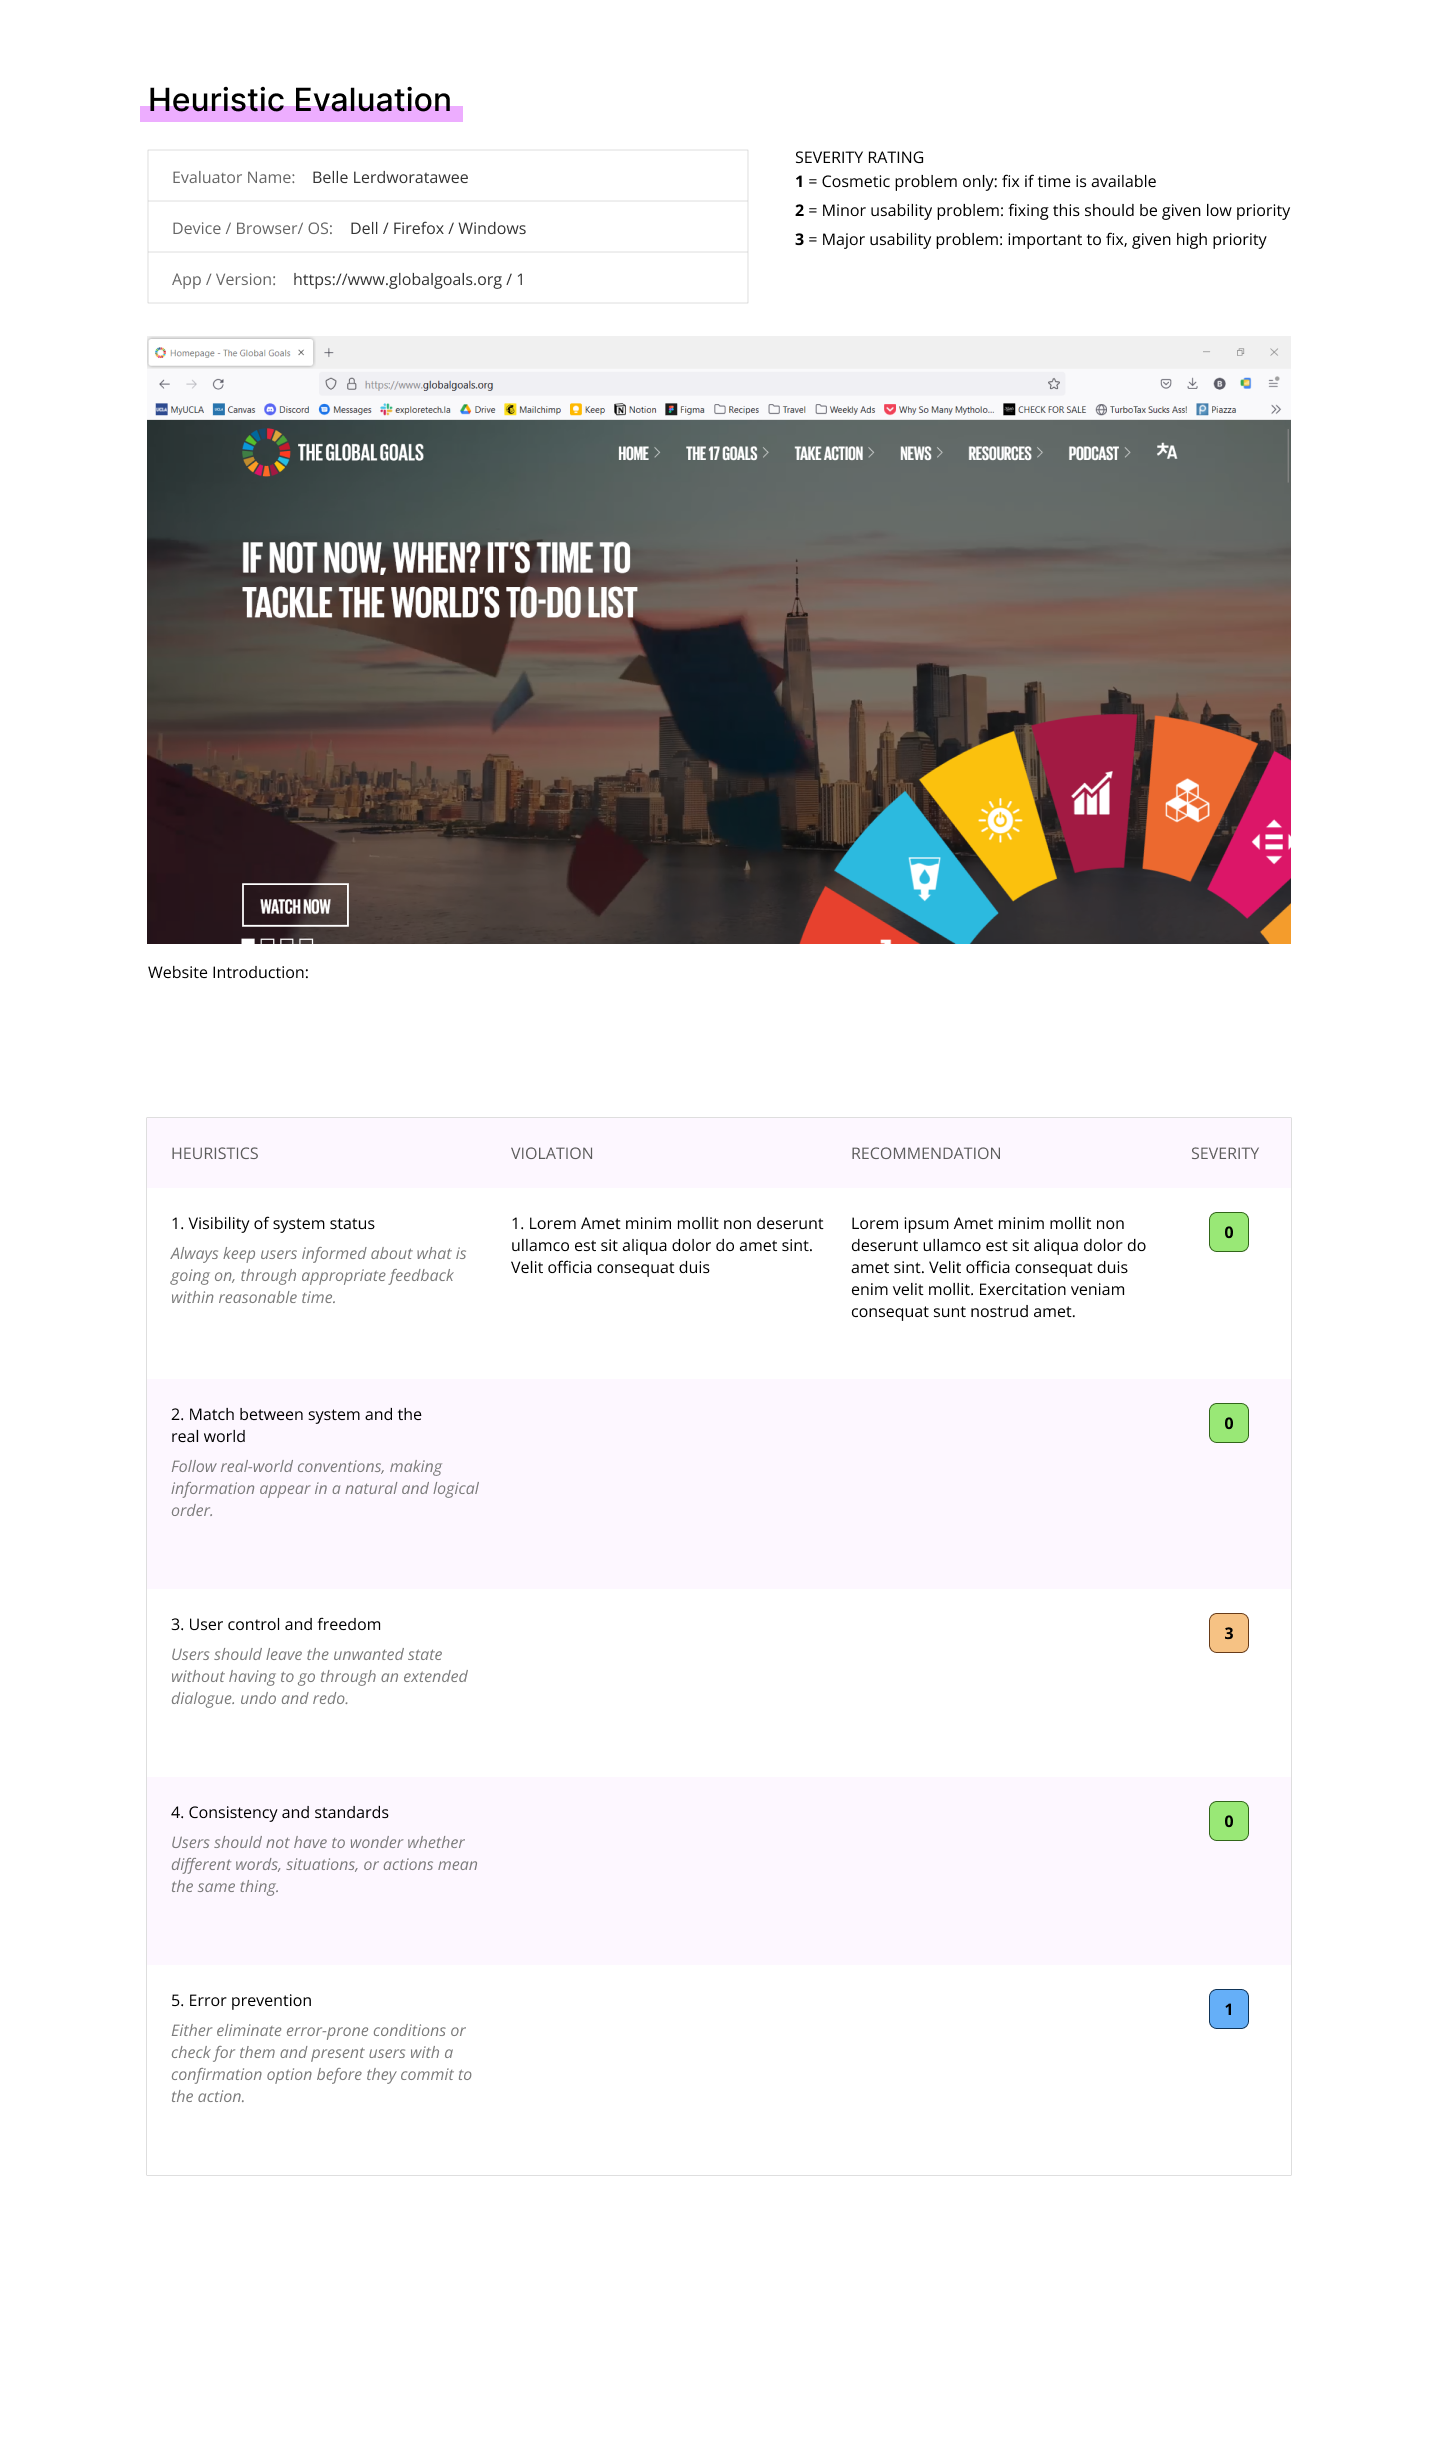 Heuristic Evaluation
Evaluator Name: Belle Lerdworatawee
Device / Browser/ OS: Dell / Firefox / Windows
App / Version: https://www.globalgoals.org / 1
SEVERITY RATING
1 = Cosmetic problem only: fix if time is available
2 = Minor usability problem: fixing this should be given low priority
3 = Major usability problem: important to fix, given high priority
Homepage - The Global Goals
https://www.globalgoals.org
MyUCLA Canvas Discord Messages exploretech.la Drive Mailchimp Keep Notion Figma Recipes Travel Weekly Ads Why So Many Mytholo... CHECK FOR SALE TurboTax Sucks Ass! Piazza
THE GLOBAL GOALS
HOME THE 17 GOALS TAKE ACTION NEWS RESOURCES PODCAST
IF NOT NOW, WHEN? IT'S TIME TO
TACKLE THE WORLD'S TO-DO LIST
WATCH NOW
Website Introduction:
HEURISTICS VIOLATION RECOMMENDATION SEVERITY
1. Visibility of system status
Always keep users informed about what is
going on, through appropriate feedback
within reasonable time.
1. Lorem Amet minim mollit non deserunt
ullamco est sit aliqua dolor do amet sint.
Velit officia consequat duis
Lorem ipsum Amet minim mollit non
deserunt ullamco est sit aliqua dolor do
amet sint. Velit officia consequat duis
enim velit mollit. Exercitation veniam
consequat sunt nostrud amet.
0
2. Match between system and the
real world
Follow real-world conventions, making
information appear in a natural and logical
order.
0
3. User control and freedom
Users should leave the unwanted state
without having to go through an extended
dialogue. undo and redo.
3
4. Consistency and standards
Users should not have to wonder whether
different words, situations, or actions mean
the same thing.
0
5. Error prevention
Either eliminate error-prone conditions or
check for them and present users with a
confirmation option before they commit to
the action.
1